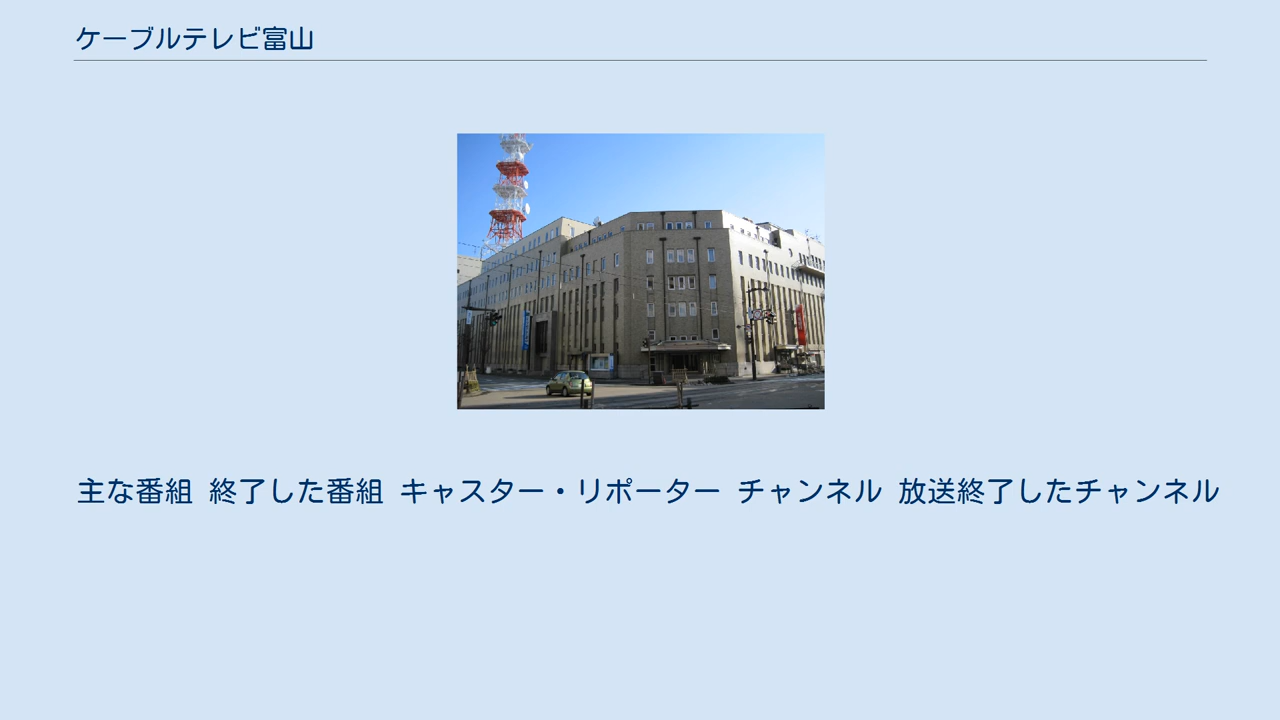 ケーブルテレビ富山
主な番組 終了した番組 キャスター・リポーター チャンネル 放送終了したチャンネル